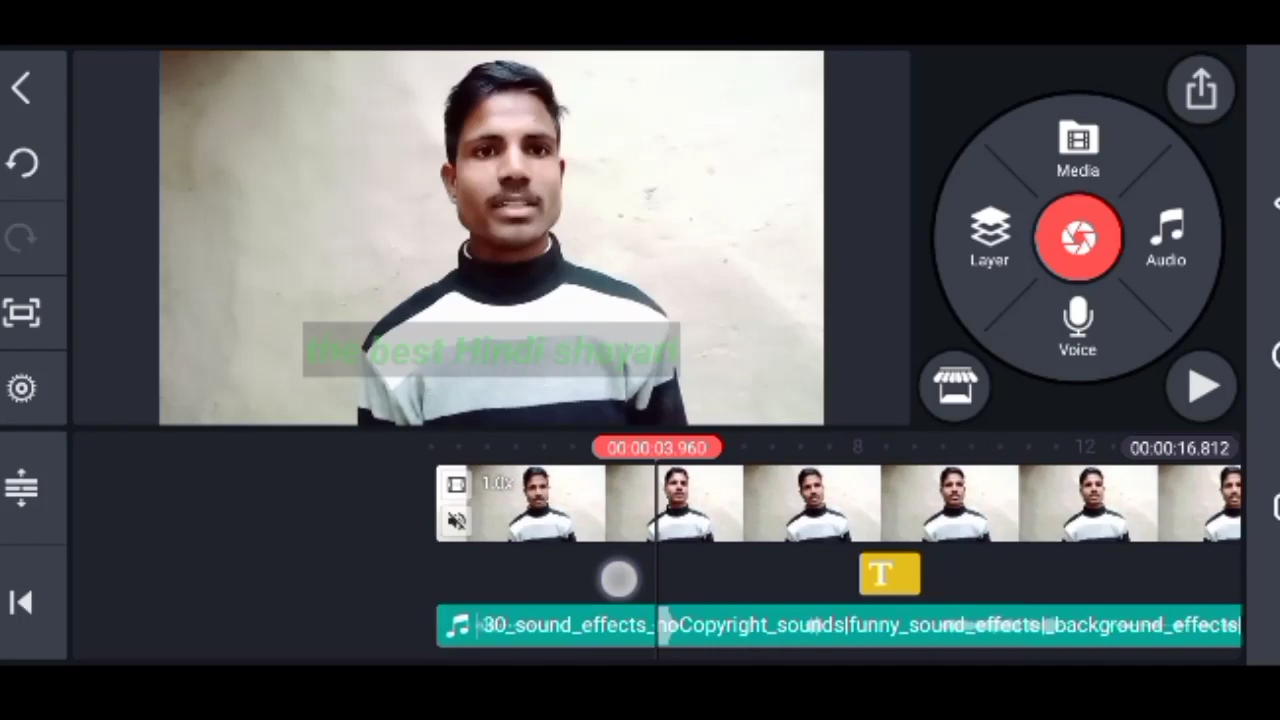 Media
Layer
Audio
Voice
the best Hindi shayari
00:00:03.960
8
12
00:00:16.812
1.0x
T
30_sound_effects_noCopyright_sounds|funny_sound_effects|_background_effects|